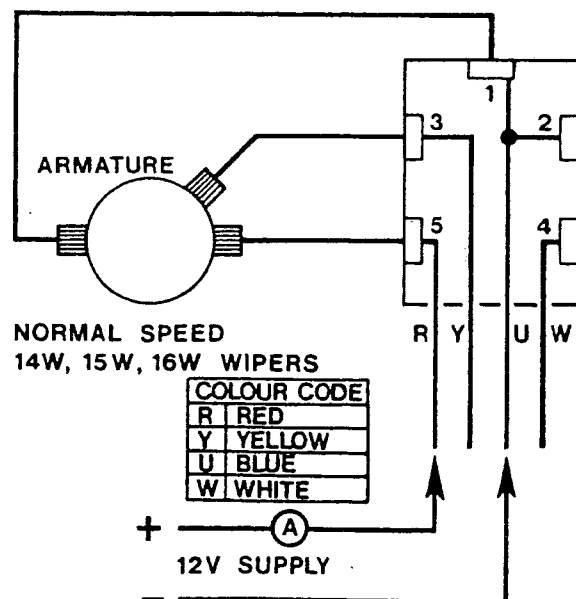 1
3
2
ARMATURE
5
4
NORMAL SPEED
14W, 15W, 16W WIPERS
R Y U W
COLOUR CODE
R RED
Y YELLOW
U BLUE
W WHITE
+ A
12V SUPPLY
−